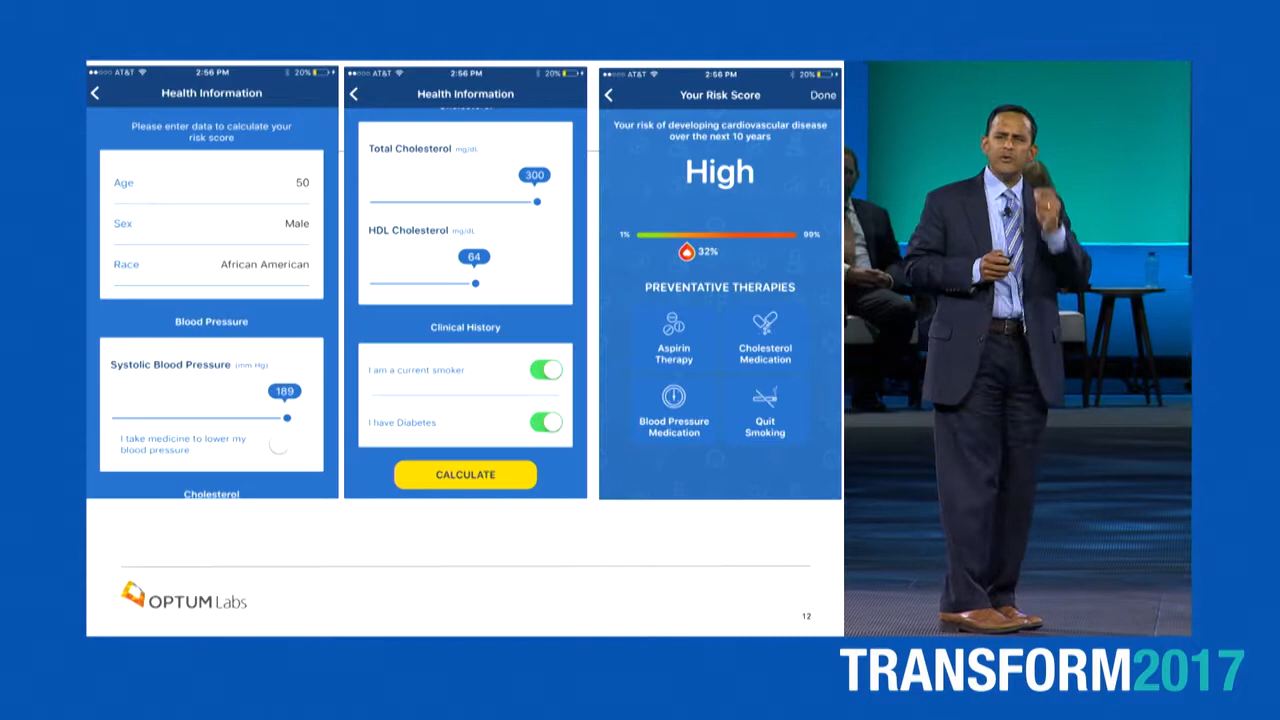 AT&T 2:56 PM 20%
Health Information
Please enter data to calculate your
risk score
Age 50
Sex Male
Race African American
Blood Pressure
Systolic Blood Pressure (mm Hg)
189
I take medicine to lower my
blood pressure
Cholesterol
AT&T 2:56 PM 20%
Health Information
Cholesterol
Total Cholesterol mg/dL
300
HDL Cholesterol mg/dL
64
Clinical History
I am a current smoker
I have Diabetes
CALCULATE
AT&T 2:56 PM 20%
Your Risk Score Done
Your risk of developing cardiovascular disease
over the next 10 years
High
1% 99%
32%
PREVENTATIVE THERAPIES
Aspirin
Therapy
Cholesterol
Medication
Blood Pressure
Medication
Quit
Smoking
OPTUM Labs
12
TRANSFORM2017